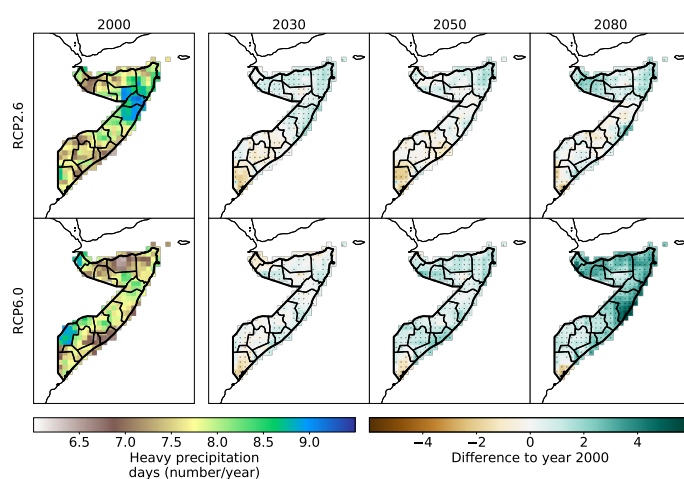 2000 2030 2050 2080
RCP2.6
RCP6.0
6.5 7.0 7.5 8.0 8.5 9.0
−4 −2 0 2 4
Heavy precipitation
days (number/year)
Difference to year 2000